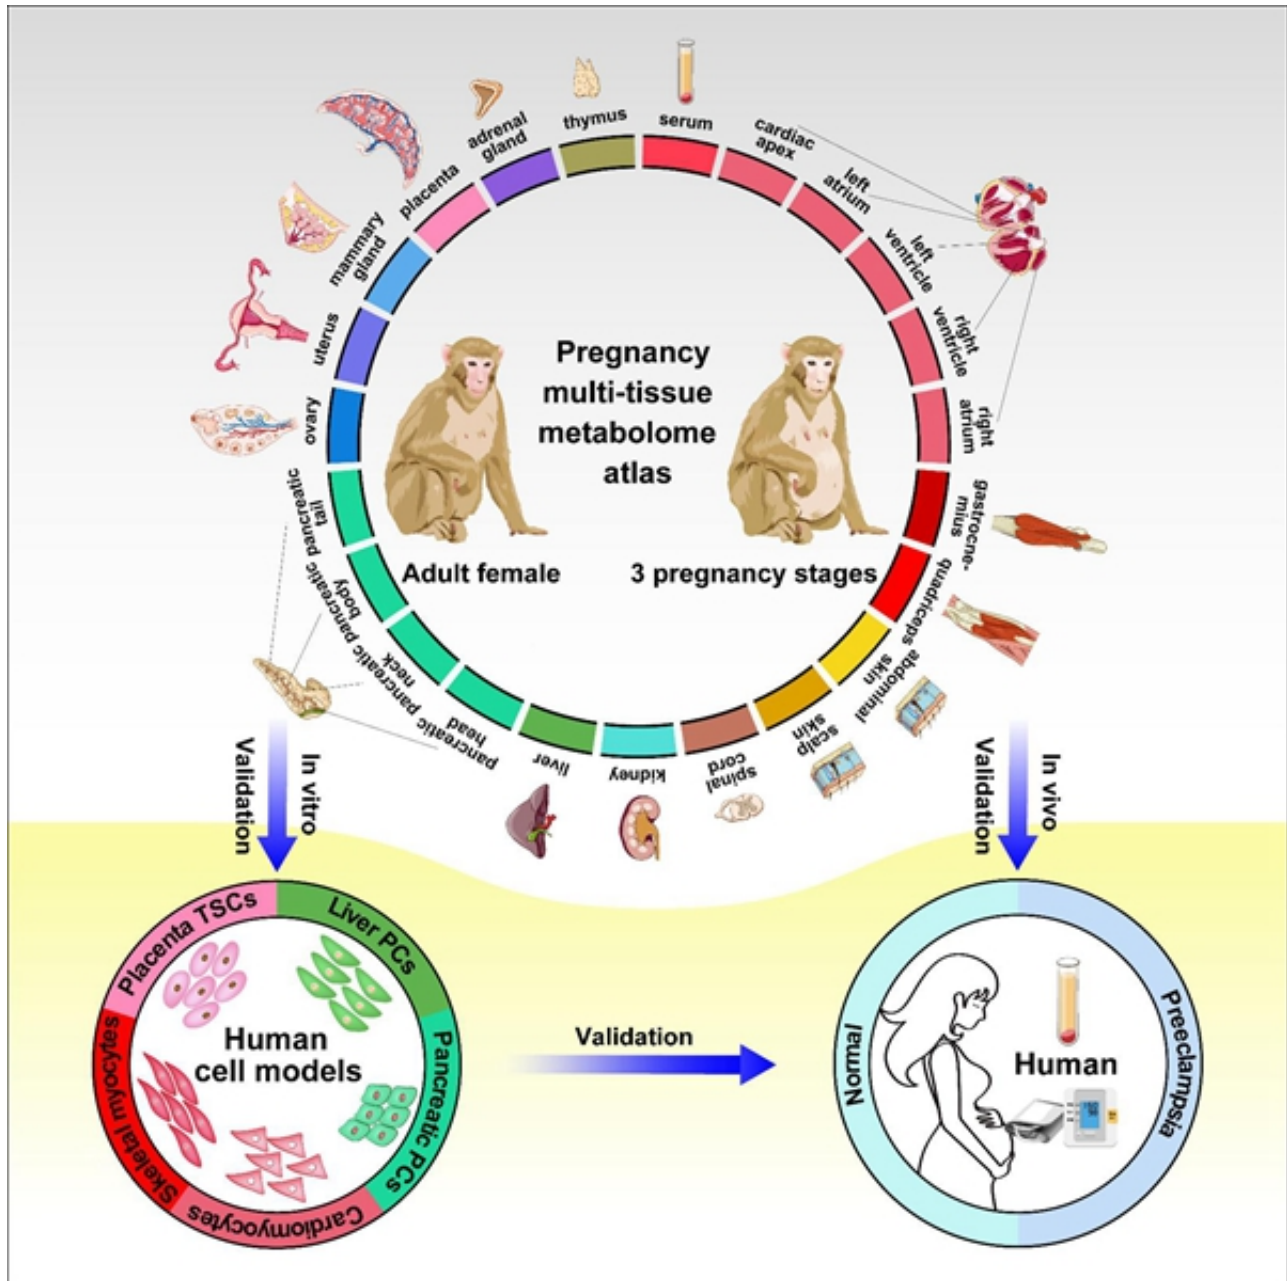 serum
cardiac
apex
left
atrium
left
ventricle
right
ventricle
right
atrium
gastrocne-
mius
quadriceps
abdominal
skin
scalp
skin
spinal
cord
kidney
liver
pancreatic
head
pancreatic
neck
pancreatic
body
pancreatic
tail
ovary
uterus
mammary
gland
placenta
adrenal
gland
thymus
Pregnancy
multi-tissue
metabolome
atlas
Adult female
3 pregnancy stages
In vitro
Validation
In vivo
Validation
Placenta TSCs
Liver PCs
Pancreatic PCs
Cardiomyocytes
Skeletal myocytes
Human
cell models
Validation
Normal
Preeclampsia
Human